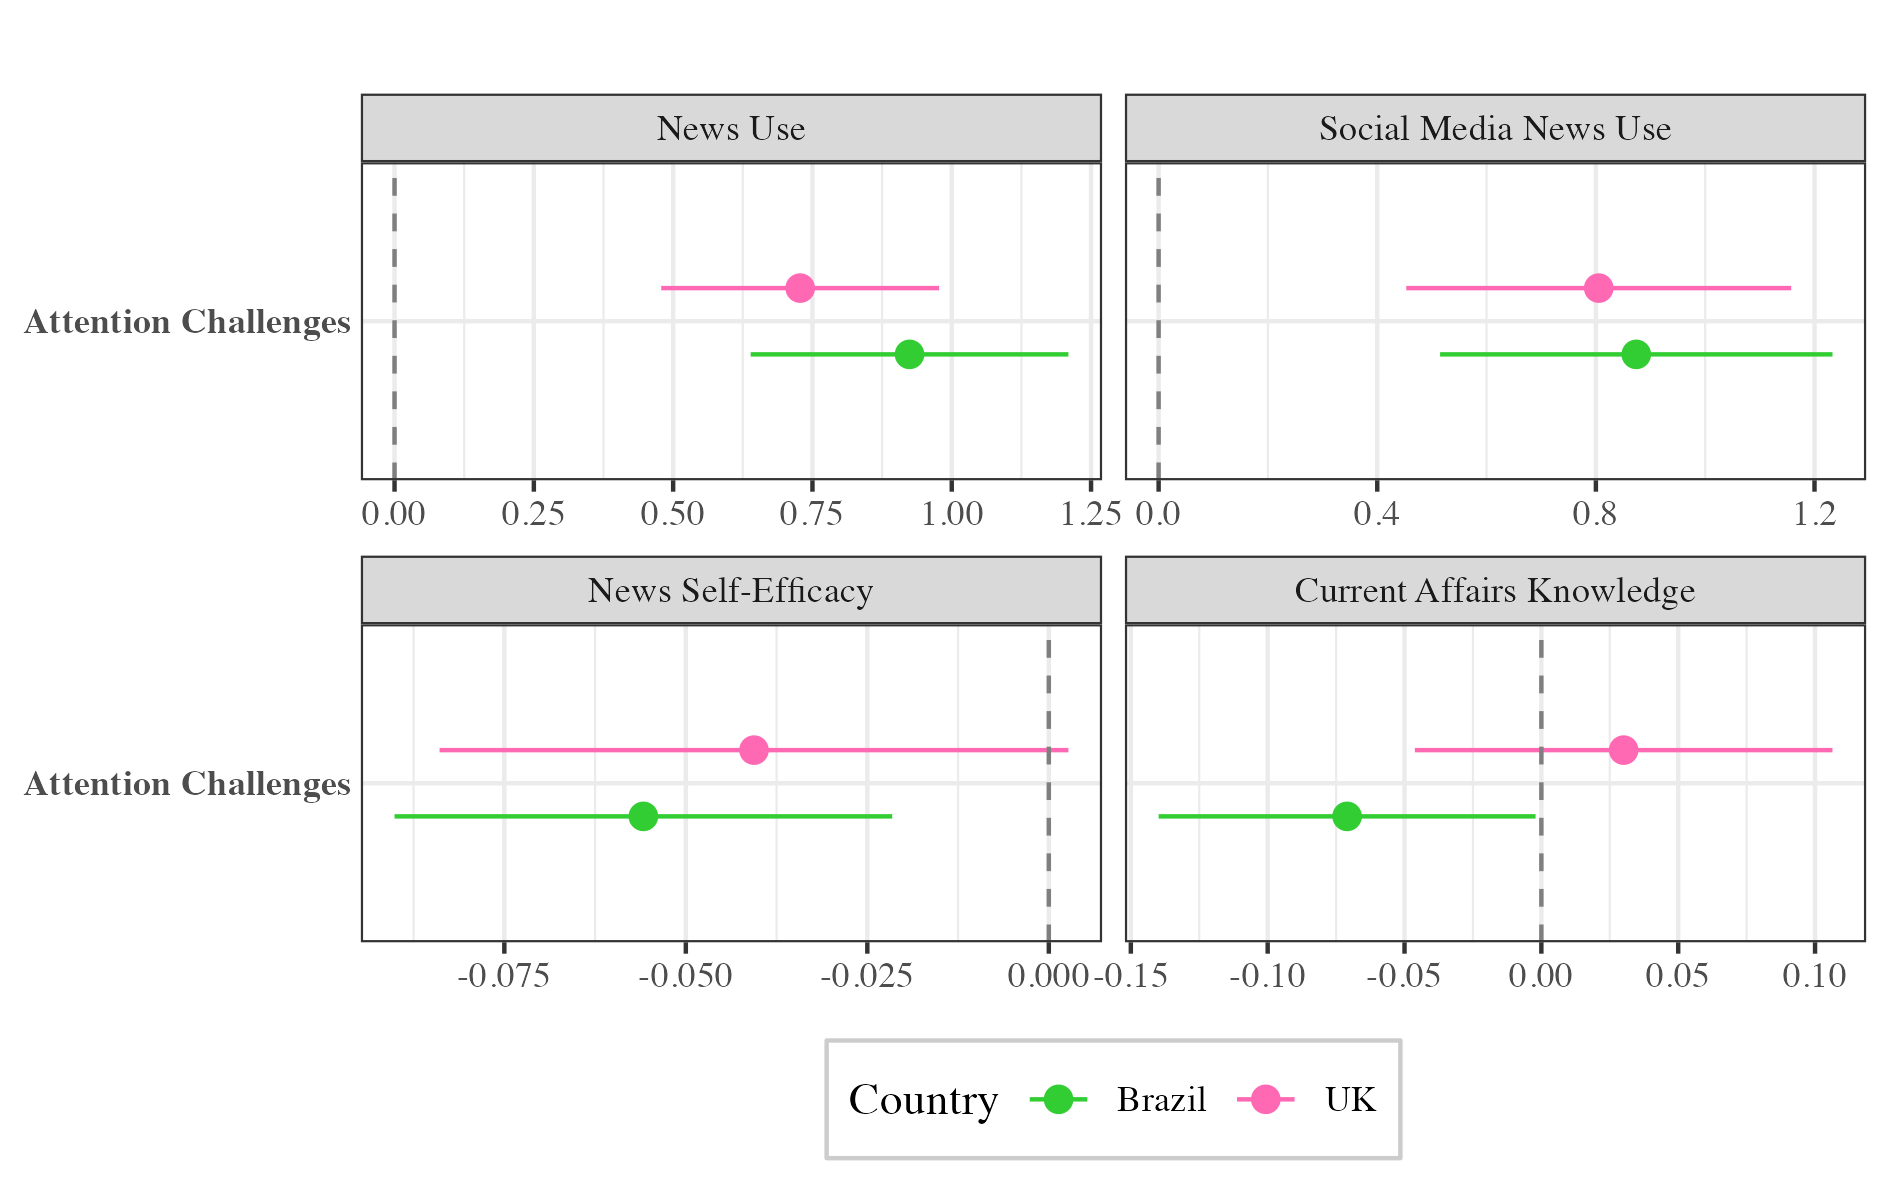 News Use
Social Media News Use
Attention Challenges
0.00 0.25 0.50 0.75 1.00 1.25
0.0 0.4 0.8 1.2
News Self-Efficacy
Current Affairs Knowledge
Attention Challenges
-0.075 -0.050 -0.025 0.000
-0.15 -0.10 -0.05 0.00 0.05 0.10
Country Brazil UK